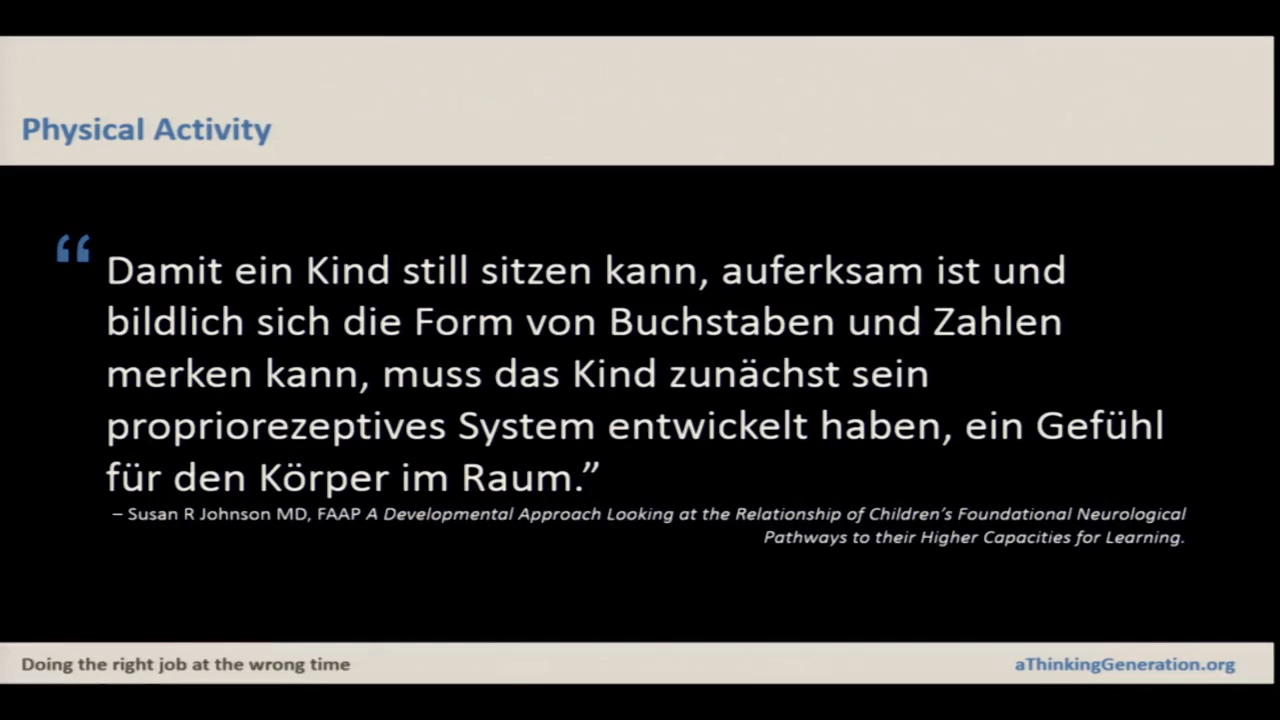 Physical Activity
“
Damit ein Kind still sitzen kann, auferksam ist und
bildlich sich die Form von Buchstaben und Zahlen
merken kann, muss das Kind zunächst sein
propriorezeptives System entwickelt haben, ein Gefühl
für den Körper im Raum.”
– Susan R Johnson MD, FAAP A Developmental Approach Looking at the Relationship of Children’s Foundational Neurological
Pathways to their Higher Capacities for Learning.
Doing the right job at the wrong time
aThinkingGeneration.org